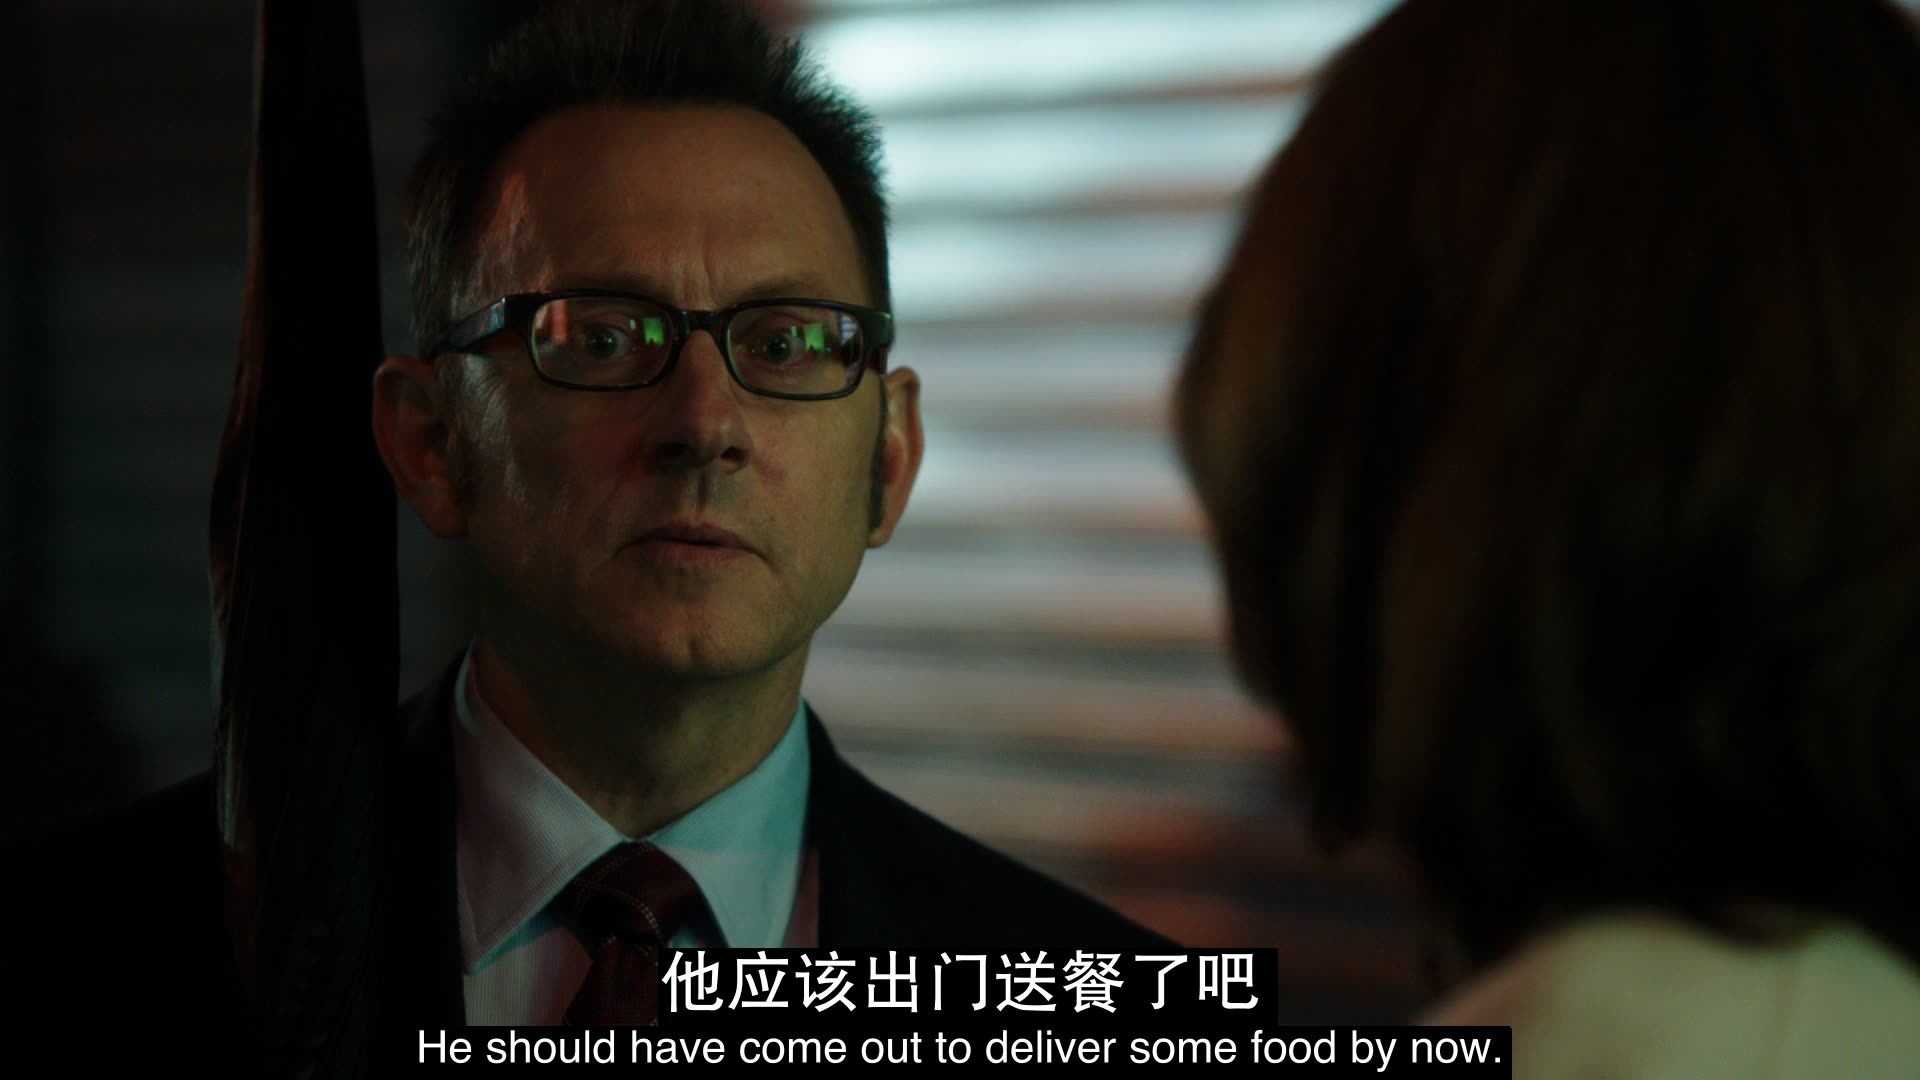 他应该出门送餐了吧
He should have come out to deliver some food by now.